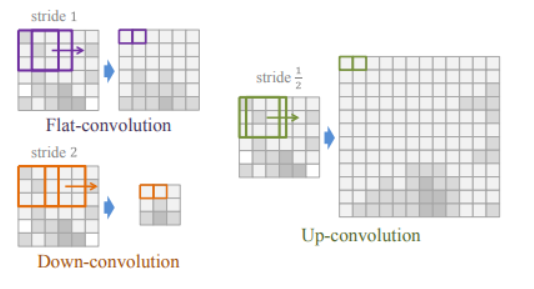 stride 1
Flat-convolution
stride 2
Down-convolution
stride 1/2
Up-convolution